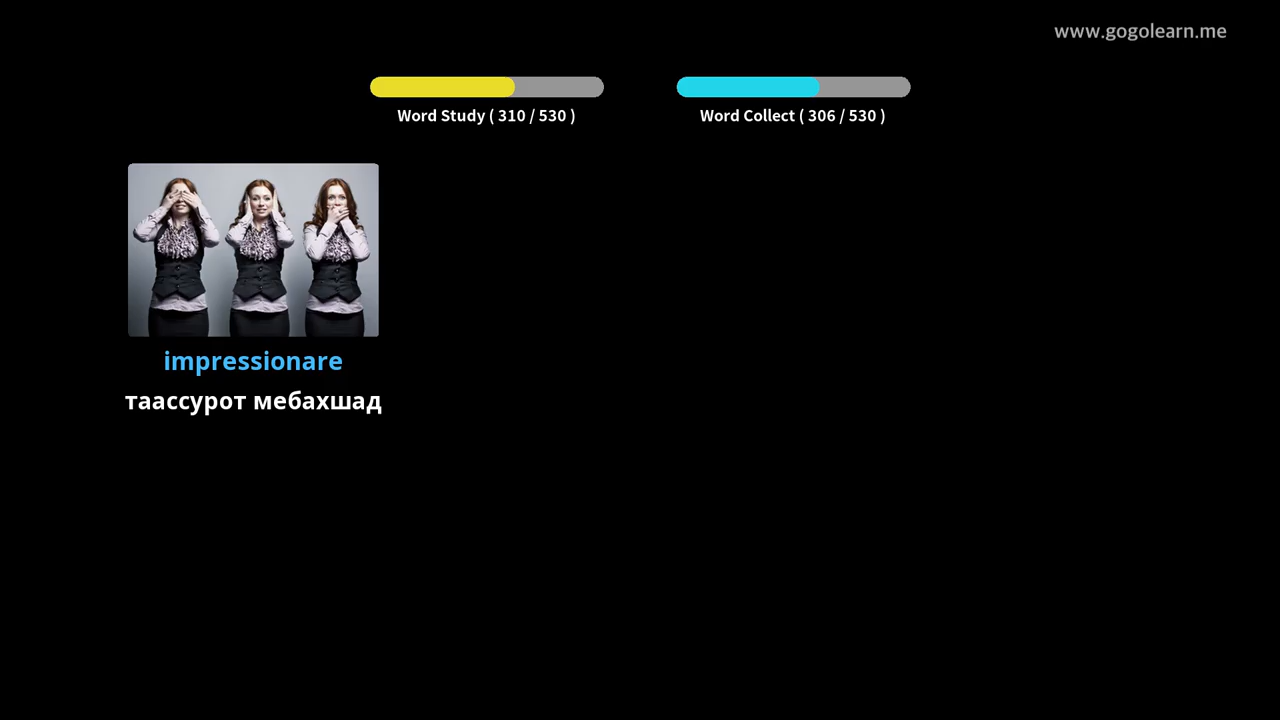 www.gogolearn.me
Word Study ( 310 / 530 )
Word Collect ( 306 / 530 )
impressionare
таассурот мебахшад